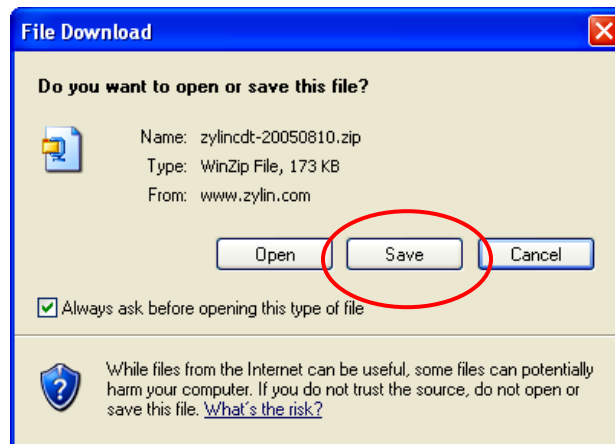 File Download
Do you want to open or save this file?
Name: zylincdt-20050810.zip
Type: WinZip File, 173 KB
From: www.zylin.com
Open Save Cancel
Always ask before opening this type of file
While files from the Internet can be useful, some files can potentially
harm your computer. If you do not trust the source, do not open or
save this file. What's the risk?